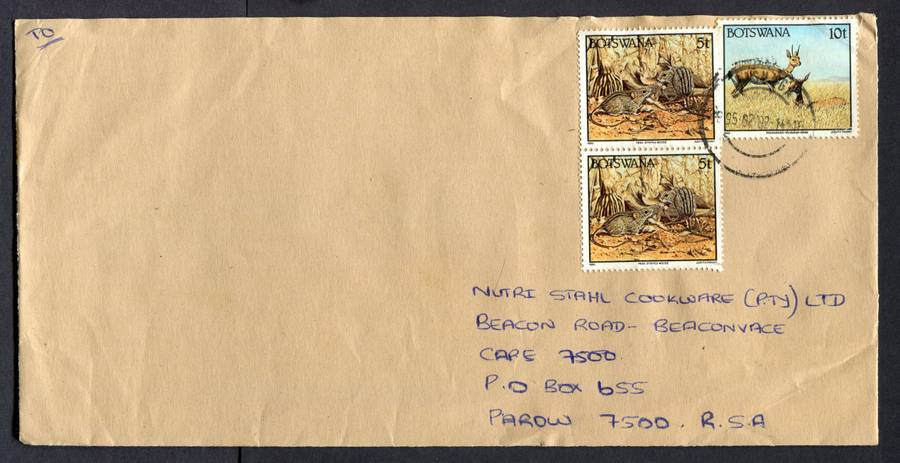 TO
BOTSWANA 5t
BOTSWANA 10t
BOTSWANA 5t
NUTRI STAHL COOKWARE (PTY) LTD
BEACON ROAD - BEACONVACE
CAPE 7500.
P.O BOX 655
PAROW 7500. R.S.A